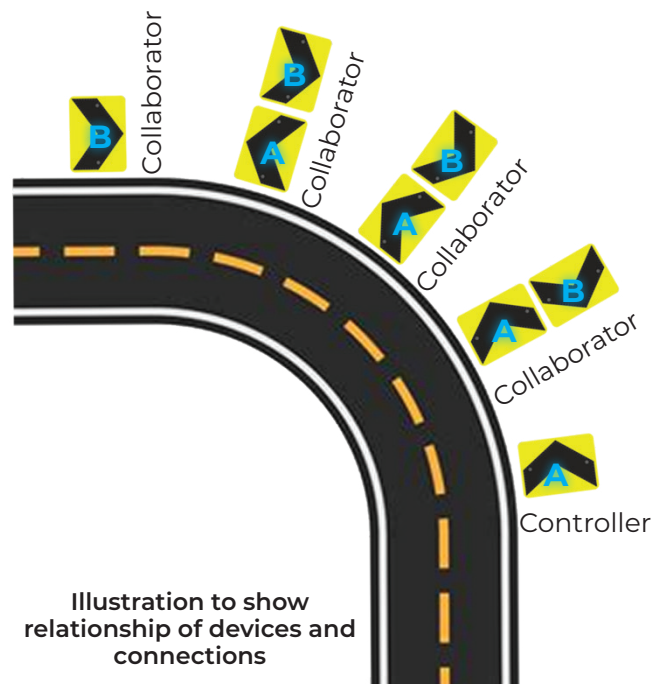 B
Collaborator
B
A
Collaborator
B
A
Collaborator
B
A
Collaborator
A
Controller
Illustration to show
relationship of devices and
connections